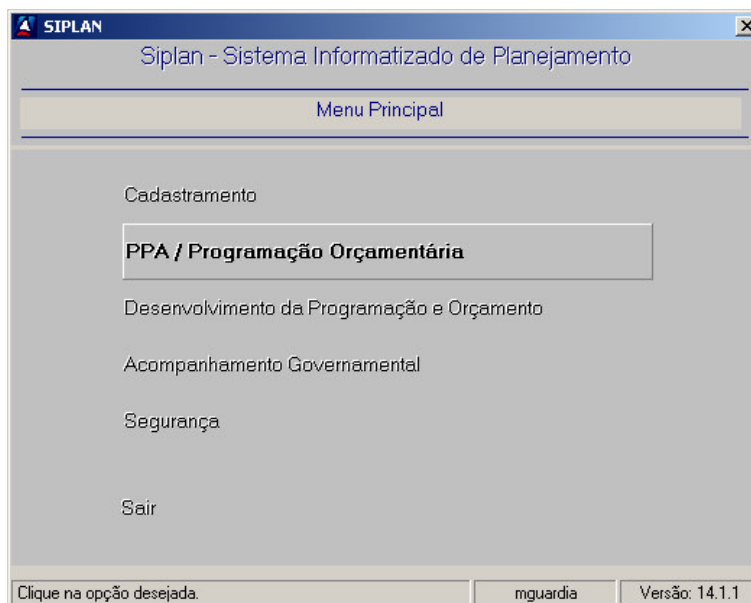 SIPLAN
Siplan - Sistema Informatizado de Planejamento
Menu Principal
Cadastramento
PPA / Programação Orçamentária
Desenvolvimento da Programação e Orçamento
Acompanhamento Governamental
Segurança
Sair
Clique na opção desejada. mguardia Versão: 14.1.1